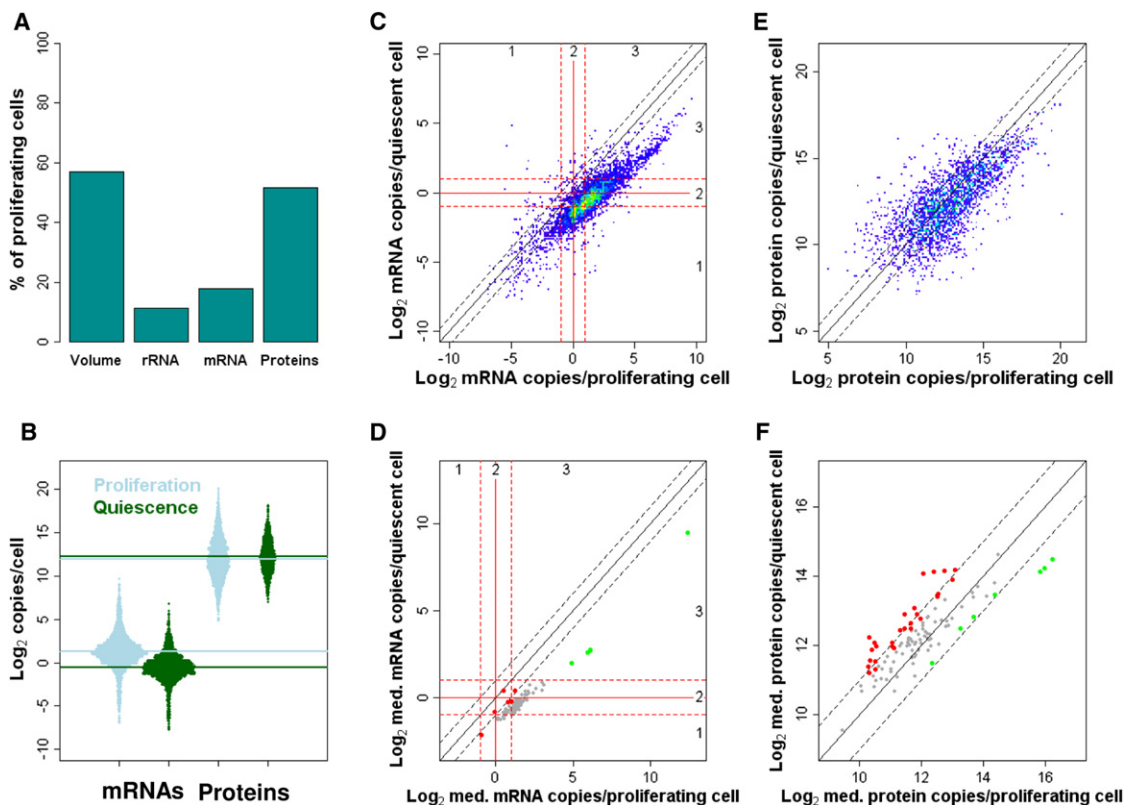 A
% of proliferating cells
100
80
60
40
20
0
Volume rRNA mRNA Proteins
B
Log2 copies/cell
20
15
10
5
0
-5
-10
Proliferation
Quiescence
mRNAs Proteins
C
Log2 mRNA copies/quiescent cell
10
5
0
-5
-10
1 2 3
3
2
1
-10 -5 0 5 10
Log2 mRNA copies/proliferating cell
D
Log2 med. mRNA copies/quiescent cell
10
5
0
1 2 3
3
2
1
0 5 10
Log2 med. mRNA copies/proliferating cell
E
Log2 protein copies/quiescent cell
20
15
10
5
5 10 15 20
Log2 protein copies/proliferating cell
F
Log2 med. protein copies/quiescent cell
16
14
12
10
10 12 14 16
Log2 med. protein copies/proliferating cell